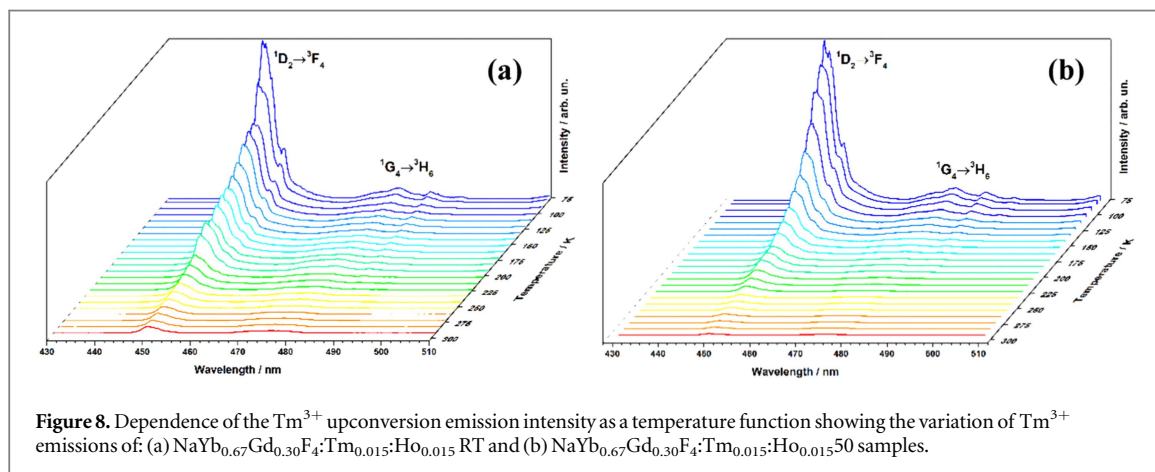 (a)
¹D₂→³F₄
¹G₄→³H₆
Intensity / arb. un.
75
100
125
150
175
200
225
250
275
300
Temperature / K
430 440 450 460 470 480 490 500 510
Wavelength / nm
(b)
¹D₂→³F₄
¹G₄→³H₆
Intensity / arb. un.
75
100
125
150
175
200
225
250
275
300
Temperature / K
430 440 450 460 470 480 490 500 510
Wavelength / nm
Figure 8. Dependence of the Tm³⁺ upconversion emission intensity as a temperature function showing the variation of Tm³⁺
emissions of: (a) NaYb₀.₆₇Gd₀.₃₀F₄:Tm₀.₀₁₅:Ho₀.₀₁₅ RT and (b) NaYb₀.₆₇Gd₀.₃₀F₄:Tm₀.₀₁₅:Ho₀.₀₁₅50 samples.